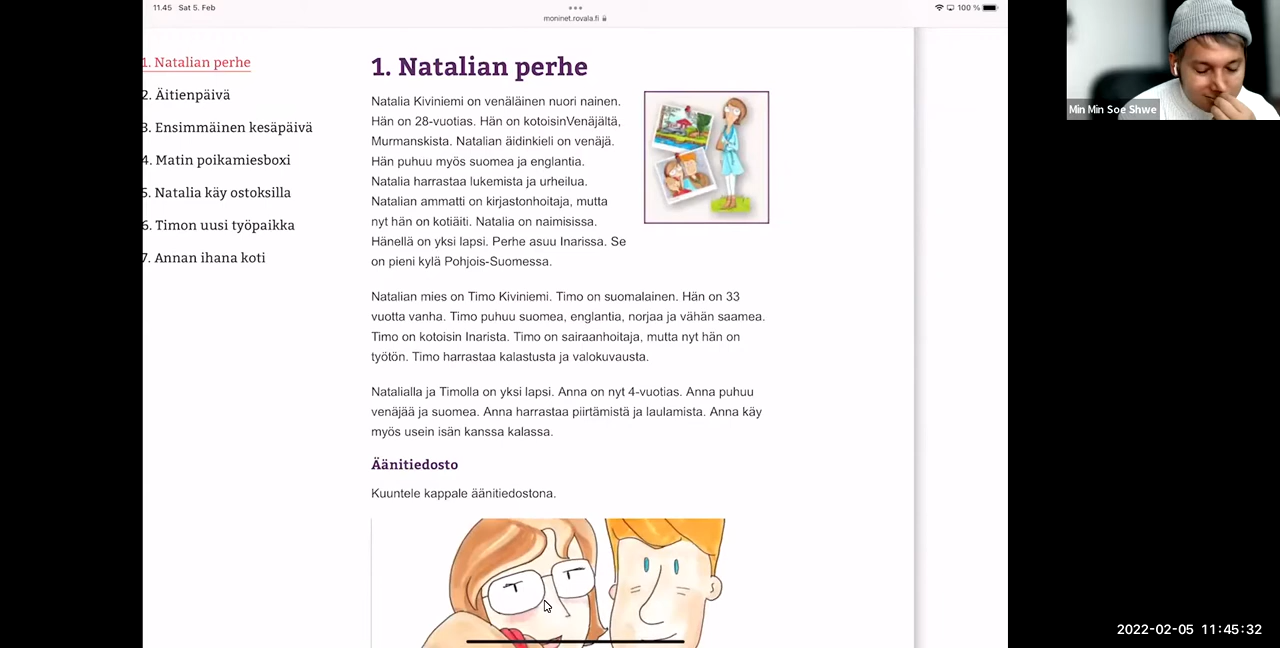 11.45 Sat 5. Feb
moninet.rovala.fi
100 %
1. Natalian perhe
2. Äitienpäivä
3. Ensimmäinen kesäpäivä
4. Matin poikamiesboxi
5. Natalia käy ostoksilla
6. Timon uusi työpaikka
7. Annan ihana koti
1. Natalian perhe
Natalia Kiviniemi on venäläinen nuori nainen.
Hän on 28-vuotias. Hän on kotoisinVenäjältä,
Murmanskista. Natalian äidinkieli on venäjä.
Hän puhuu myös suomea ja englantia.
Natalia harrastaa lukemista ja urheilua.
Natalian ammatti on kirjastonhoitaja, mutta
nyt hän on kotiäiti. Natalia on naimisissa.
Hänellä on yksi lapsi. Perhe asuu Inarissa. Se
on pieni kylä Pohjois-Suomessa.
Natalian mies on Timo Kiviniemi. Timo on suomalainen. Hän on 33
vuotta vanha. Timo puhuu suomea, englantia, norjaa ja vähän saamea.
Timo on kotoisin Inarista. Timo on sairaanhoitaja, mutta nyt hän on
työtön. Timo harrastaa kalastusta ja valokuvausta.
Natalialla ja Timolla on yksi lapsi. Anna on nyt 4-vuotias. Anna puhuu
venäjää ja suomea. Anna harrastaa piirtämistä ja laulamista. Anna käy
myös usein isän kanssa kalassa.
Äänitiedosto
Kuuntele kappale äänitiedostona.
Min Min Soe Shwe
2022-02-05 11:45:32